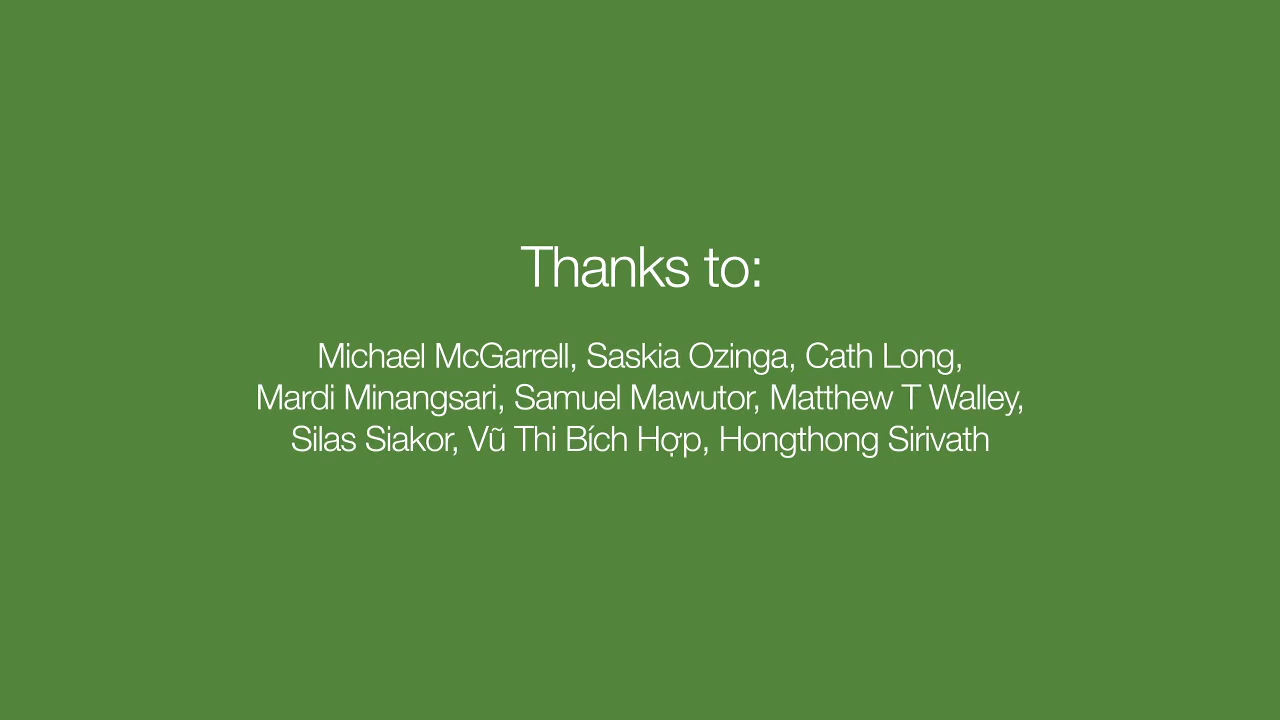 Thanks to:
Michael McGarrell, Saskia Ozinga, Cath Long,
Mardi Minangsari, Samuel Mawutor, Matthew T Walley,
Silas Siakor, Vũ Thi Bích Hợp, Hongthong Sirivath